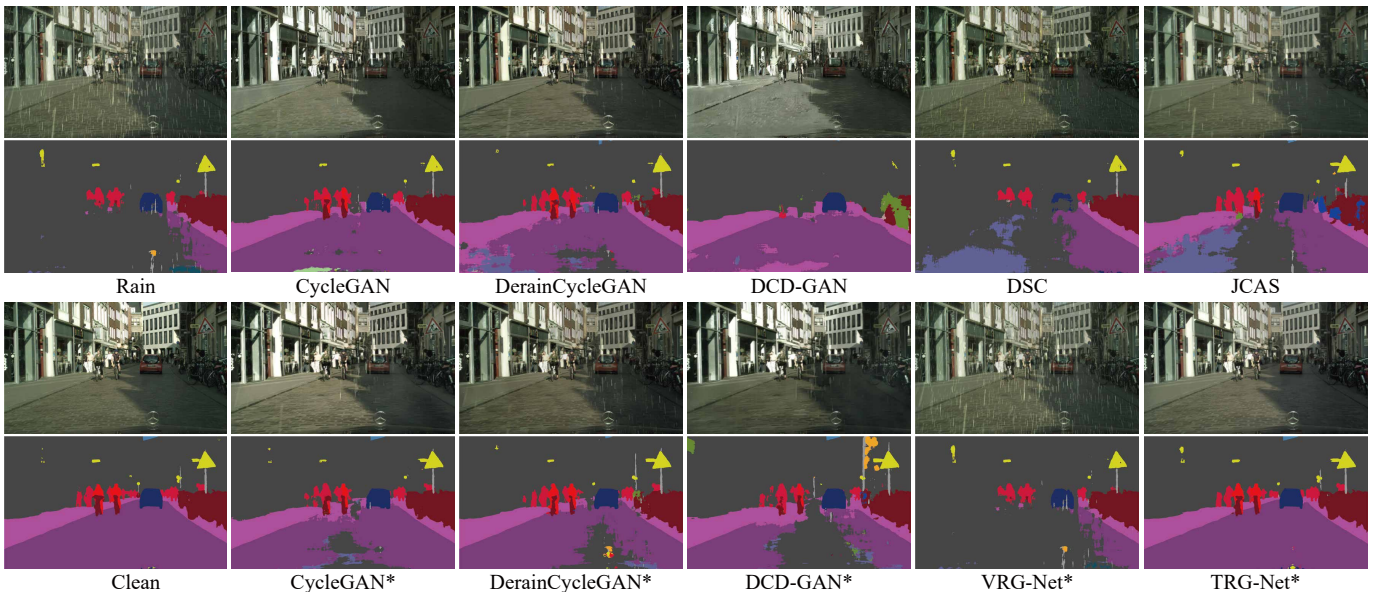 Rain CycleGAN DerainCycleGAN DCD-GAN DSC JCAS
Clean CycleGAN* DerainCycleGAN* DCD-GAN* VRG-Net* TRG-Net*